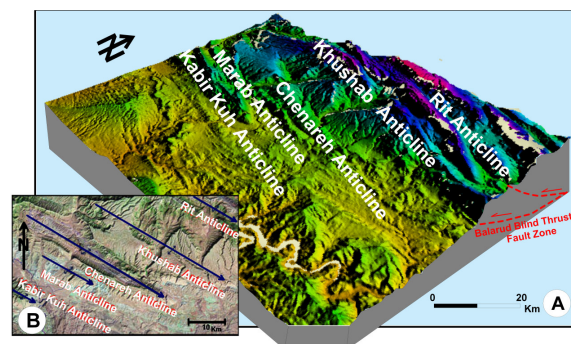 N
Kabir Kuh Anticline
Marab Anticline
Chenareh Anticline
Khushab Anticline
Rit Anticline
Balarud Blind Thrust
Fault Zone
0 20
Km
A
N
Rit Anticline
Khushab Anticline
Chenareh Anticline
Marab Anticline
Kabir Kuh Anticline
10
Km
B